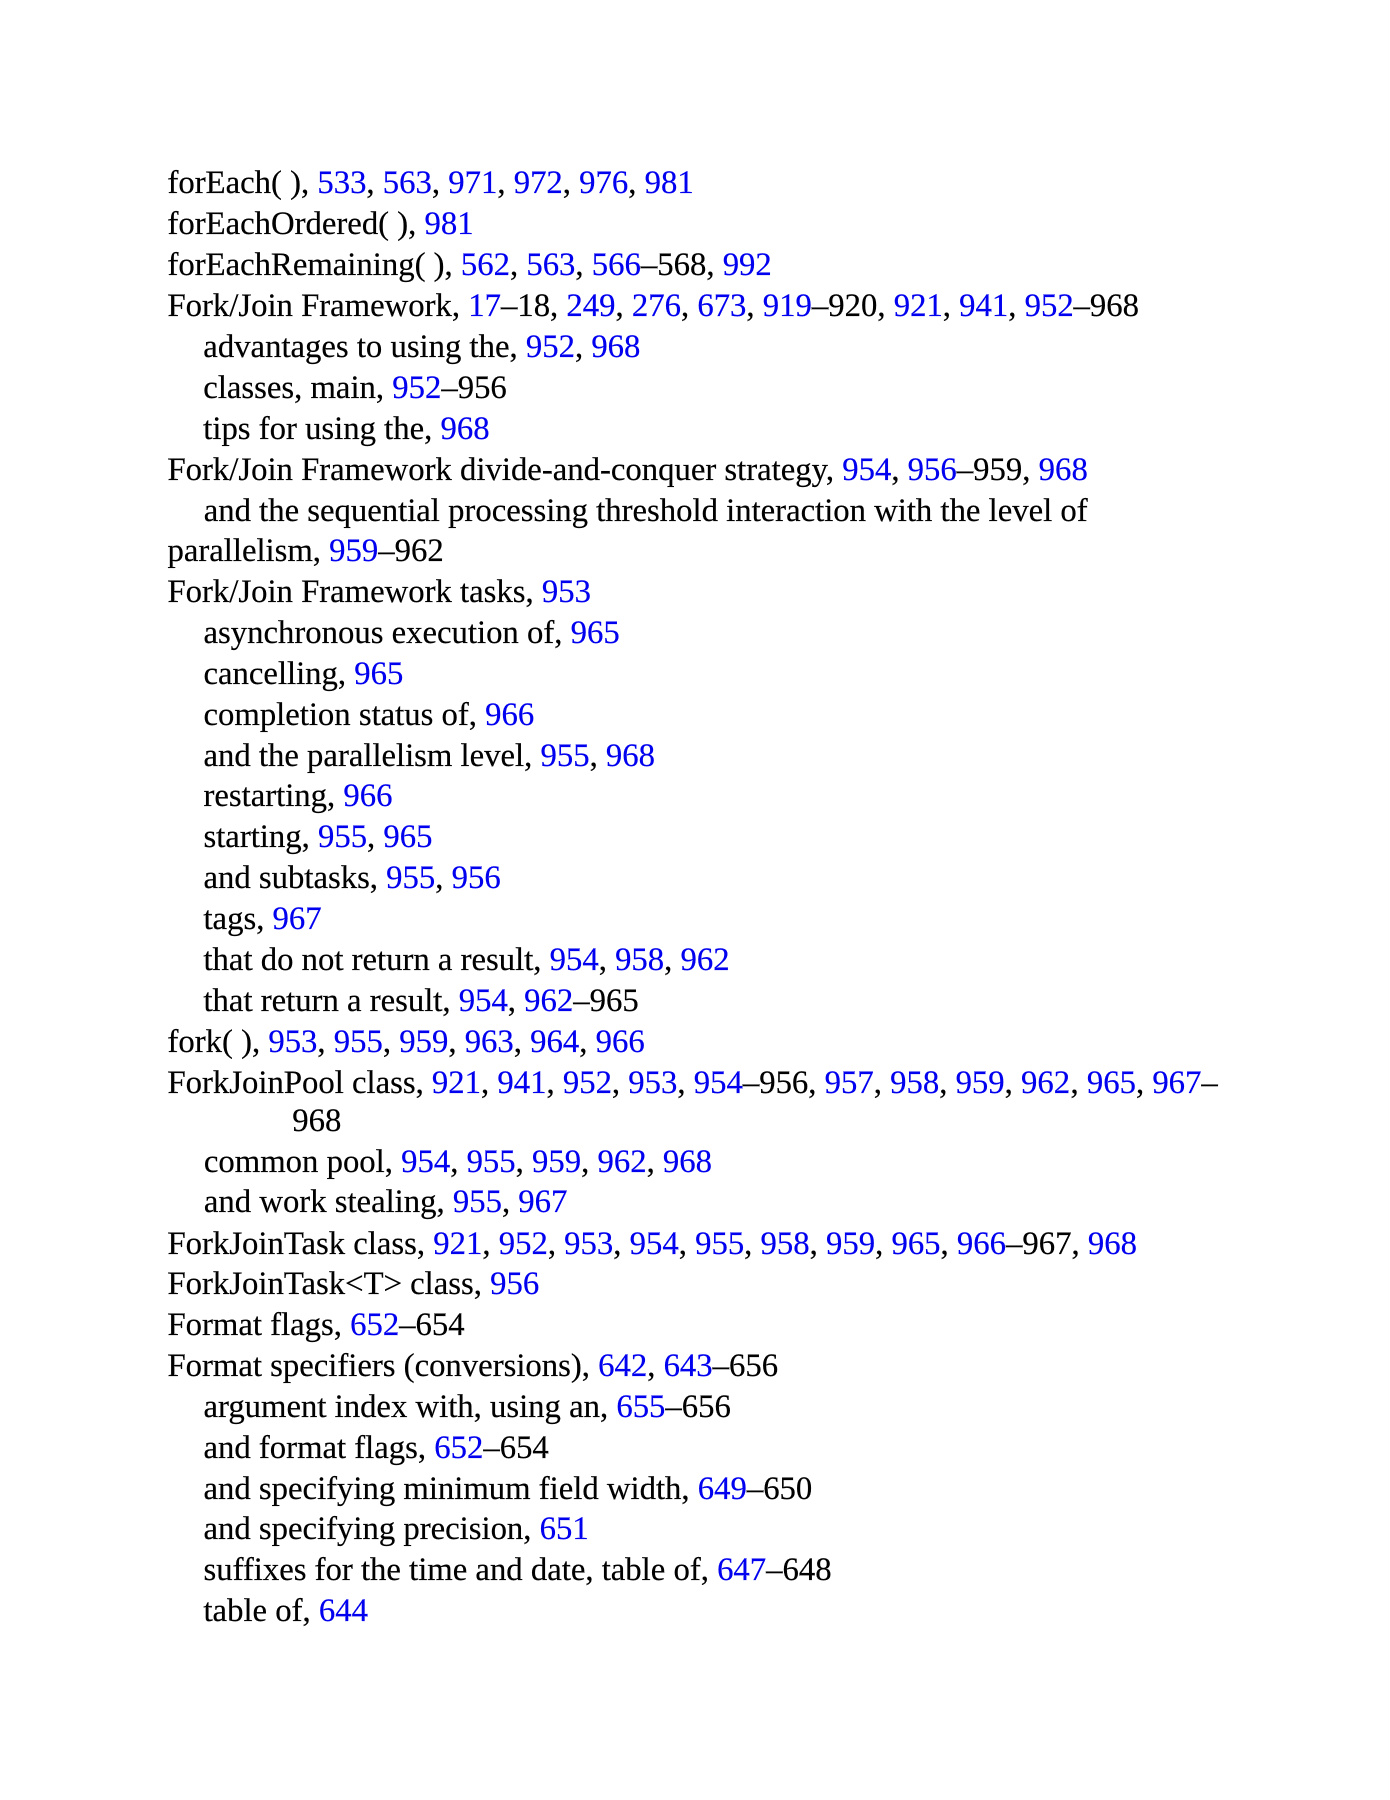 forEach( ), 533, 563, 971, 972, 976, 981
forEachOrdered( ), 981
forEachRemaining( ), 562, 563, 566–568, 992
Fork/Join Framework, 17–18, 249, 276, 673, 919–920, 921, 941, 952–968
advantages to using the, 952, 968
classes, main, 952–956
tips for using the, 968
Fork/Join Framework divide-and-conquer strategy, 954, 956–959, 968
and the sequential processing threshold interaction with the level of
parallelism, 959–962
Fork/Join Framework tasks, 953
asynchronous execution of, 965
cancelling, 965
completion status of, 966
and the parallelism level, 955, 968
restarting, 966
starting, 955, 965
and subtasks, 955, 956
tags, 967
that do not return a result, 954, 958, 962
that return a result, 954, 962–965
fork( ), 953, 955, 959, 963, 964, 966
ForkJoinPool class, 921, 941, 952, 953, 954–956, 957, 958, 959, 962, 965, 967–
968
common pool, 954, 955, 959, 962, 968
and work stealing, 955, 967
ForkJoinTask class, 921, 952, 953, 954, 955, 958, 959, 965, 966–967, 968
ForkJoinTask<T> class, 956
Format flags, 652–654
Format specifiers (conversions), 642, 643–656
argument index with, using an, 655–656
and format flags, 652–654
and specifying minimum field width, 649–650
and specifying precision, 651
suffixes for the time and date, table of, 647–648
table of, 644